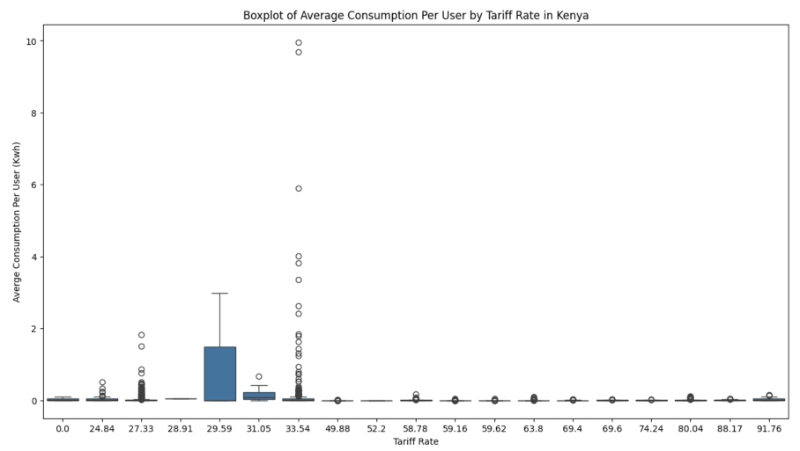 Boxplot of Average Consumption Per User by Tariff Rate in Kenya
10
8
6
4
2
0
Averge Consumption Per User (Kwh)
0.0 24.84 27.33 28.91 29.59 31.05 33.54 49.88 52.2 58.78 59.16 59.62 63.8 69.4 69.6 74.24 80.04 88.17 91.76
Tariff Rate